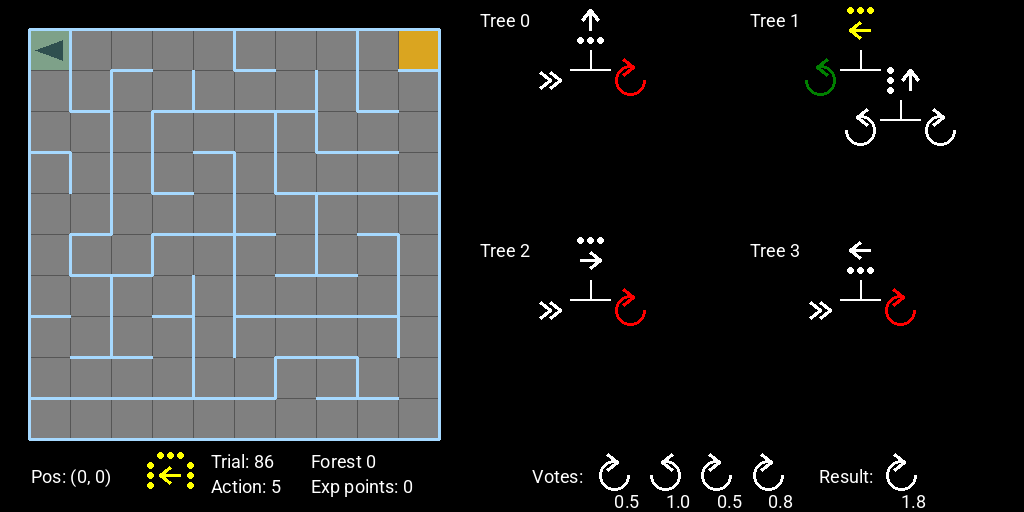 Tree 0
Tree 1
Tree 2
Tree 3
Pos: (0, 0)
Trial: 86
Action: 5
Forest 0
Exp points: 0
Votes:
0.5
1.0
0.5
0.8
Result:
1.8